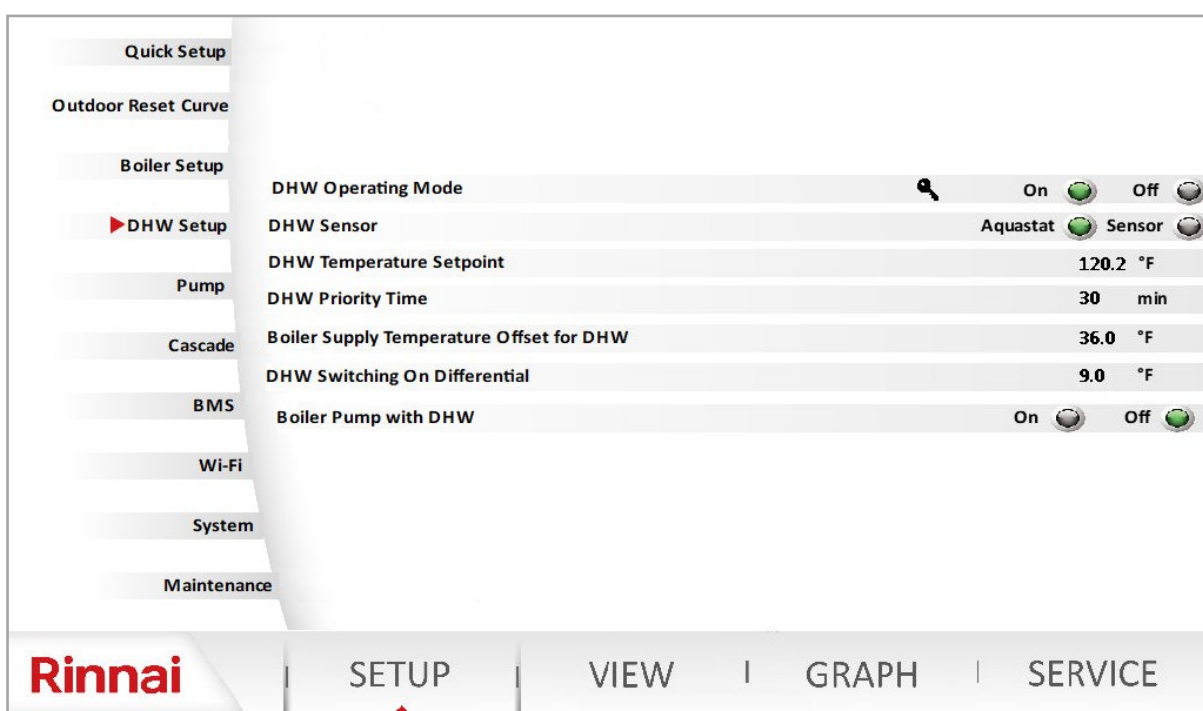 Quick Setup
Outdoor Reset Curve
Boiler Setup
DHW Setup
Pump
Cascade
BMS
Wi-Fi
System
Maintenance
DHW Operating Mode On Off
DHW Sensor Aquastat Sensor
DHW Temperature Setpoint 120.2 °F
DHW Priority Time 30 min
Boiler Supply Temperature Offset for DHW 36.0 °F
DHW Switching On Differential 9.0 °F
Boiler Pump with DHW On Off
Rinnai SETUP VIEW GRAPH SERVICE